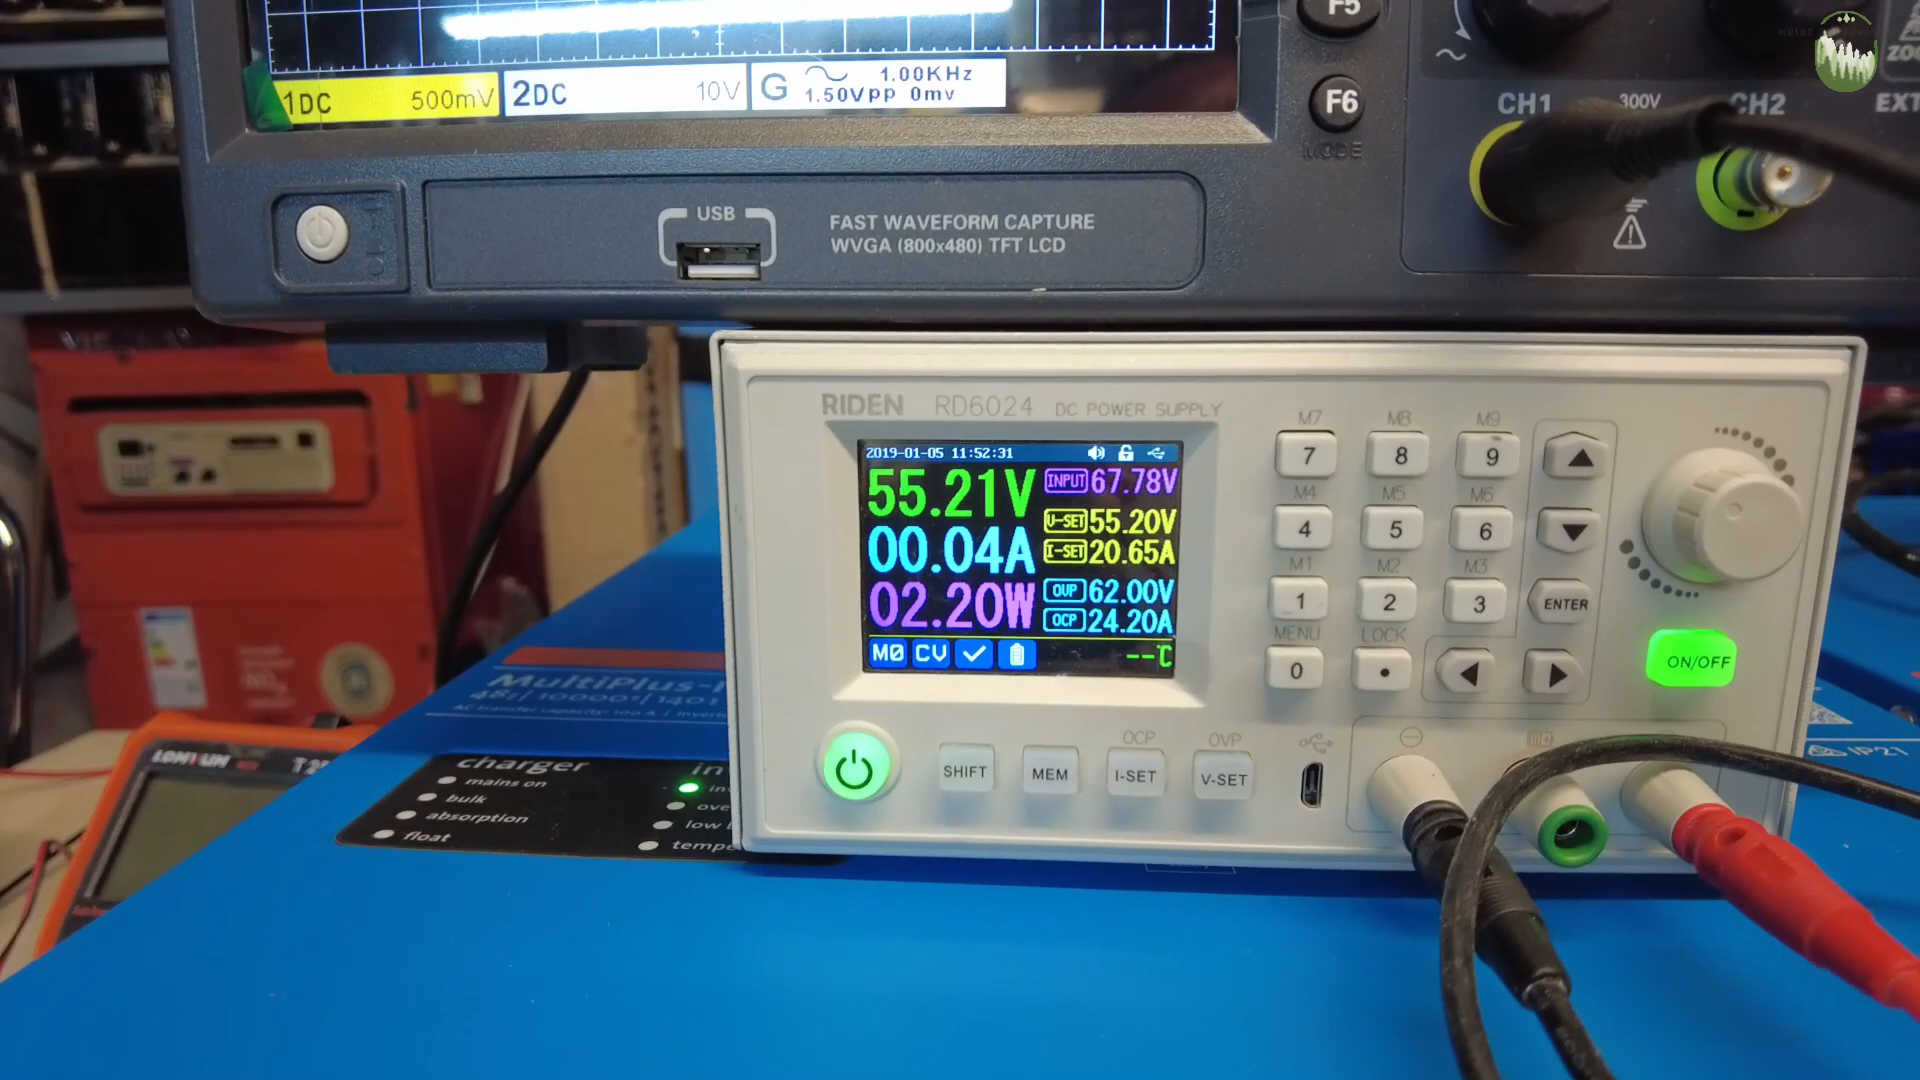 1DC 500mV
2DC 10V
G 1.00KHz
1.50Vpp 0mv
F5
F6
MODE
CH1
300V
CH2
EXT
USB
FAST WAVEFORM CAPTURE
WVGA (800x480) TFT LCD
RIDEN RD6024 DC POWER SUPPLY
2019-01-05 11:52:31
55.21V
00.04A
02.20W
INPUT 67.78V
V-SET 55.20V
I-SET 20.65A
OVP 62.00V
OCP 24.20A
M0 CV --℃
M7 M8 M9
7 8 9
M4 M5 M6
4 5 6
M1 M2 M3
1 2 3
ENTER
MENU LOCK
0 .
ON/OFF
OCP OVP
SHIFT MEM I-SET V-SET
MultiPlus-
charger
mains on
bulk
absorption
float
IP21